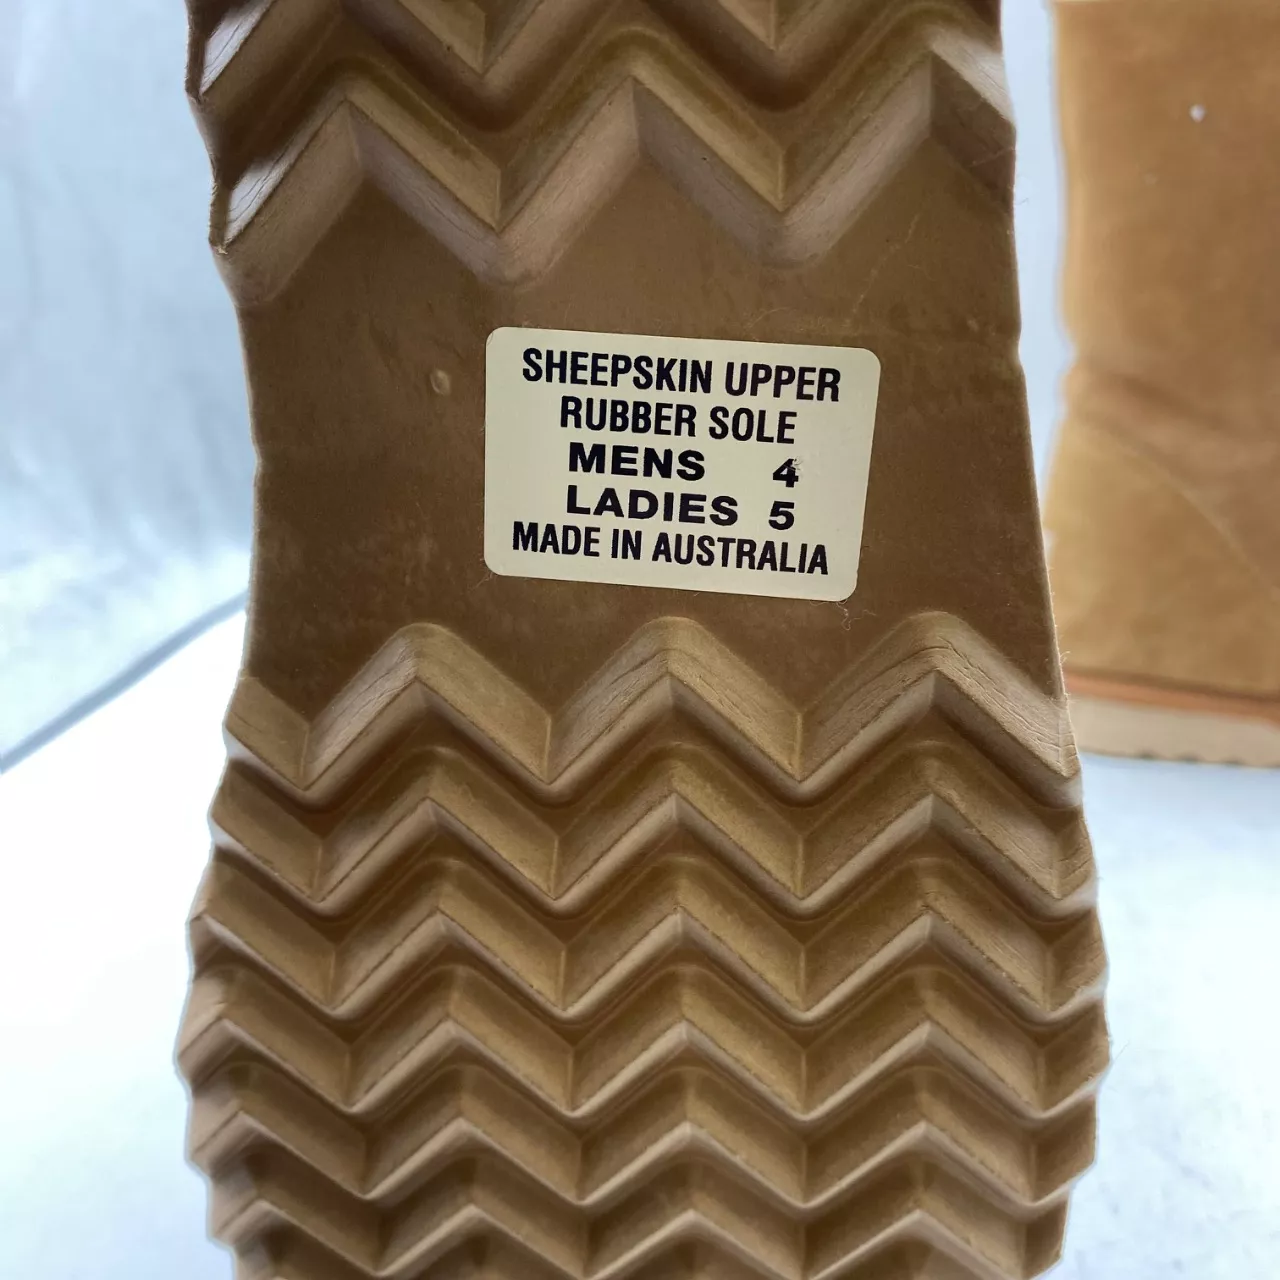 SHEEPSKIN UPPER
RUBBER SOLE
MENS 4
LADIES 5
MADE IN AUSTRALIA